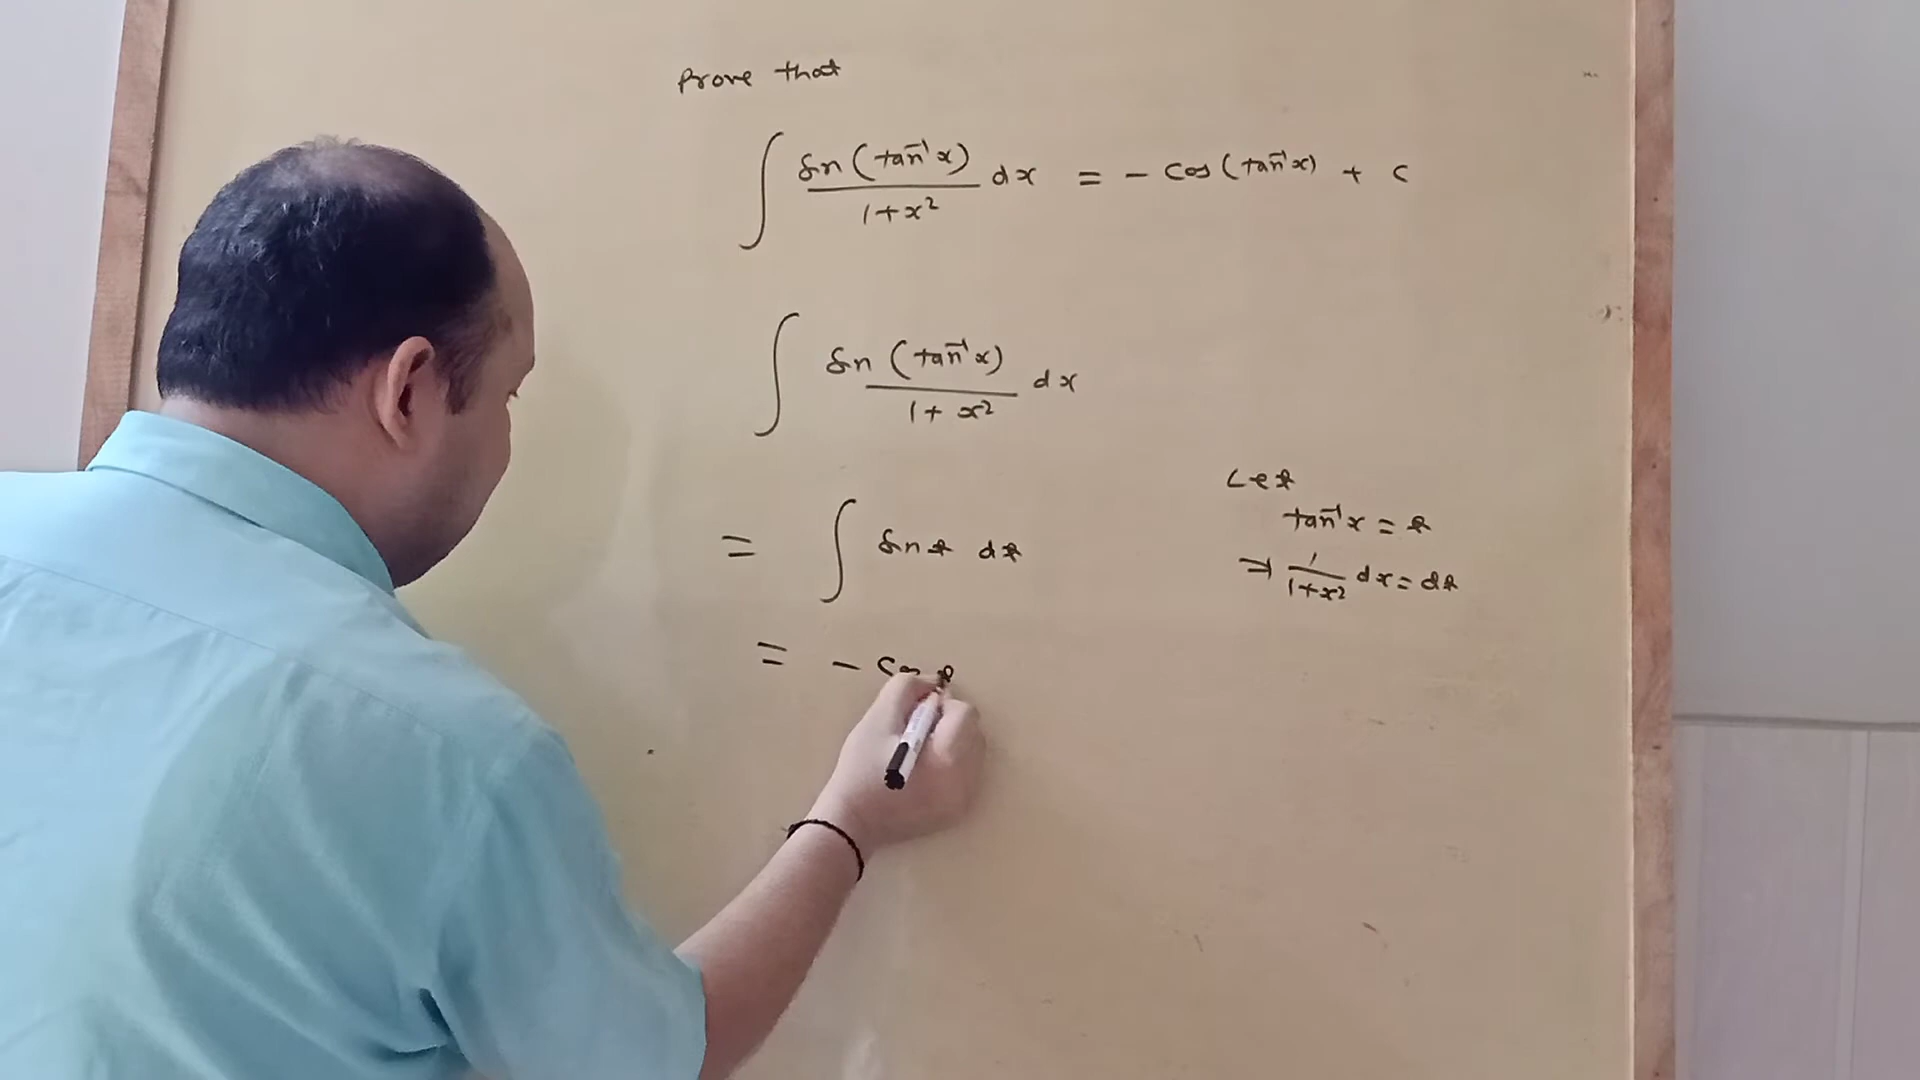 Prove that
∫ sin (tan⁻¹x) / 1+x² dx = - cos (tan⁻¹x) + c
∫ sin (tan⁻¹x) / 1+x² dx
= ∫ sin t dt
Let
tan⁻¹x = t
⇒ 1 / 1+x² dx = dt
= - cos t